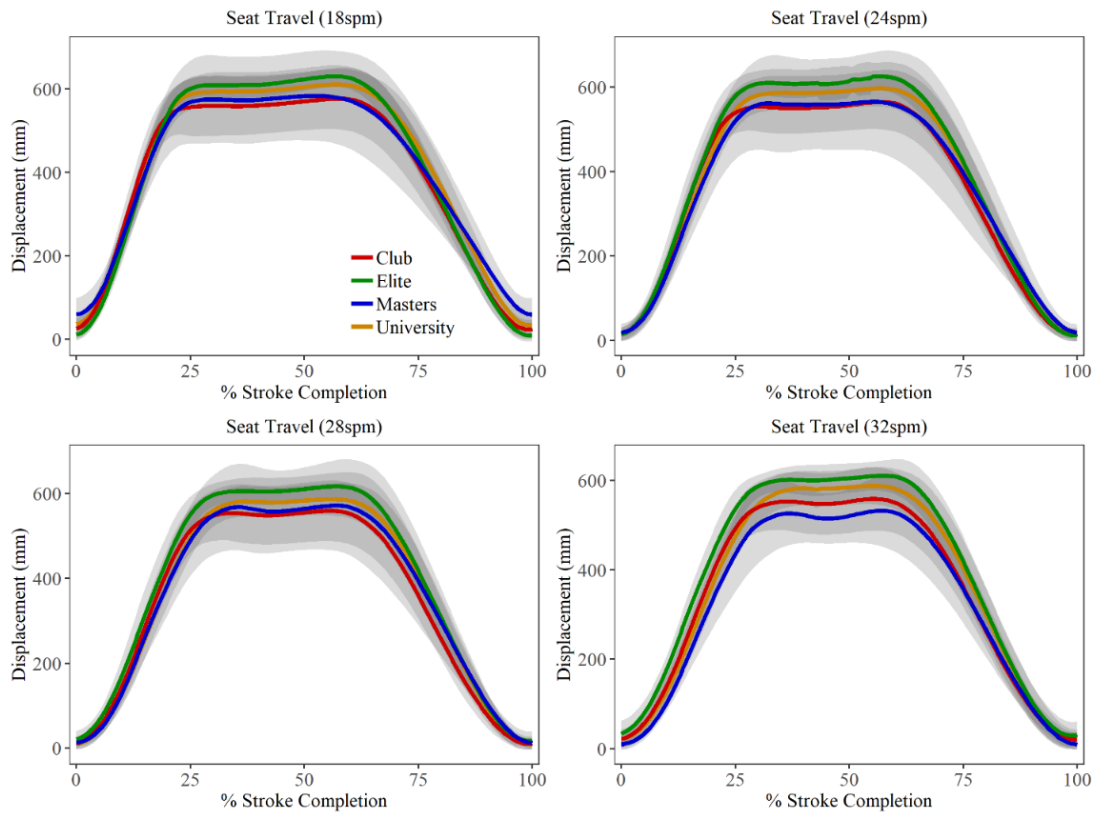 Seat Travel (18spm)
Displacement (mm)
600
400
200
0
Club
Elite
Masters
University
0 25 50 75 100
% Stroke Completion
Seat Travel (24spm)
Displacement (mm)
600
400
200
0
0 25 50 75 100
% Stroke Completion
Seat Travel (28spm)
Displacement (mm)
600
400
200
0
0 25 50 75 100
% Stroke Completion
Seat Travel (32spm)
Displacement (mm)
600
400
200
0
0 25 50 75 100
% Stroke Completion